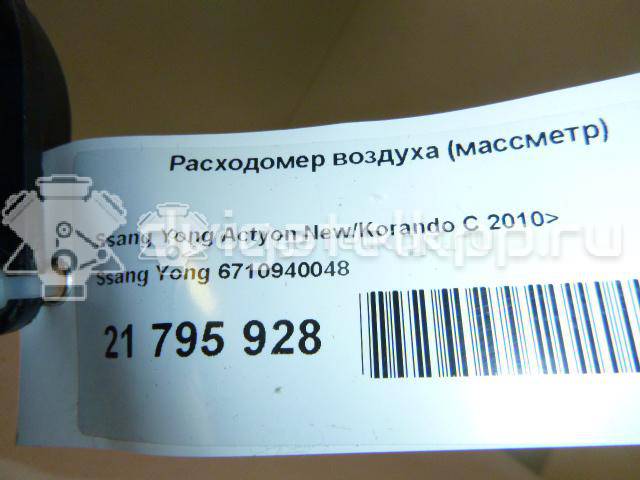 Расходомер воздуха (массметр)
Ssang Yong Actyon New/Korando C 2010>
Ssang Yong 6710940048
21 795 928